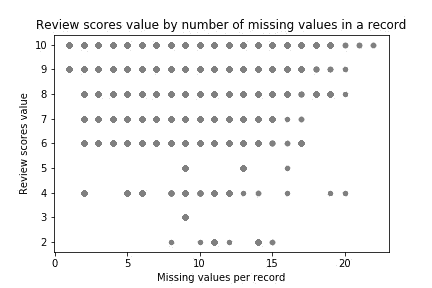 Review scores value by number of missing values in a record
10
9
8
7
6
5
4
3
2
Review scores value
0 5 10 15 20
Missing values per record